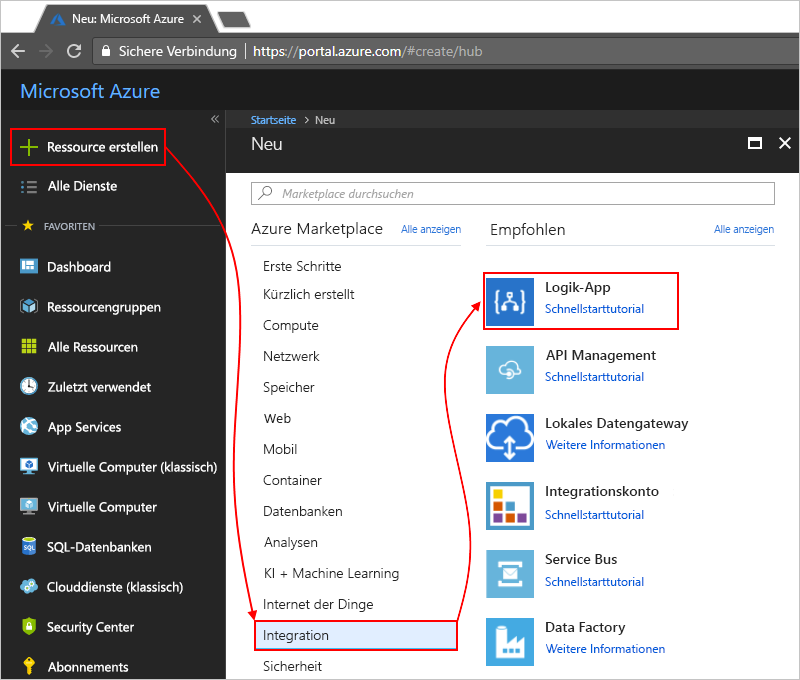 Neu: Microsoft Azure
Sichere Verbindung
https://portal.azure.com/#create/hub
Microsoft Azure
Ressource erstellen
Alle Dienste
FAVORITEN
Dashboard
Ressourcengruppen
Alle Ressourcen
Zuletzt verwendet
App Services
Virtuelle Computer (klassisch)
Virtuelle Computer
SQL
SQL-Datenbanken
Clouddienste (klassisch)
Security Center
Abonnements
Startseite > Neu
Neu
Marketplace durchsuchen
Azure Marketplace
Alle anzeigen
Erste Schritte
Kürzlich erstellt
Compute
Netzwerk
Speicher
Web
Mobil
Container
Datenbanken
Analysen
KI + Machine Learning
Internet der Dinge
Integration
Sicherheit
Empfohlen
Alle anzeigen
Logik-App
Schnellstarttutorial
API Management
Schnellstarttutorial
Lokales Datengateway
Weitere Informationen
Integrationskonto
Schnellstarttutorial
Service Bus
Schnellstarttutorial
Data Factory
Weitere Informationen